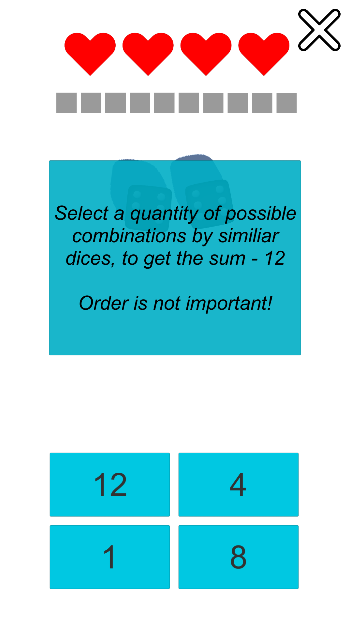 Select a quantity of possible
combinations by similiar
dices, to get the sum - 12
Order is not important!
12
4
1
8